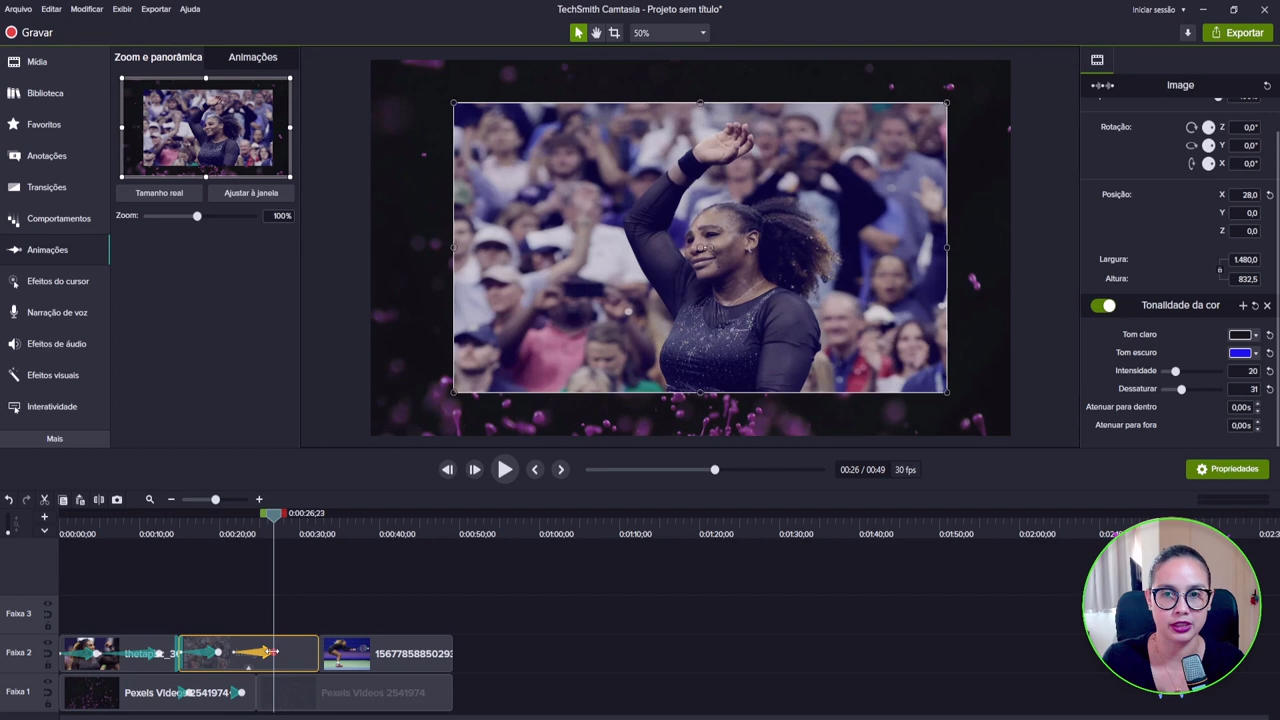 Arquivo Editar Modificar Exibir Exportar Ajuda
TechSmith Camtasia - Projeto sem título*
Iniciar sessão
Gravar
50%
Exportar
Mídia
Biblioteca
Favoritos
Anotações
Transições
Comportamentos
Animações
Efeitos do cursor
Narração de voz
Efeitos de áudio
Efeitos visuais
Interatividade
Mais
Zoom e panorâmica
Animações
Tamanho real
Ajustar à janela
Zoom:
100%
Image
Rotação:
Z 0,0°
Y 0,0°
X 0,0°
Posição:
X 28,0
Y 0,0
Z 0,0
Largura: 1.480,0
Altura: 832,5
Tonalidade da cor
Tom claro
Tom escuro
Intensidade 20
Dessaturar 31
Atenuar para dentro 0,00s
Atenuar para fora 0,00s
00:26 / 00:49
30 fps
Propriedades
0:00:26;23
0:00:00;00 0:00:10;00 0:00:20;00 0:00:30;00 0:00:40;00 0:00:50;00 0:01:00;00 0:01:10;00 0:01:20;00 0:01:30;00 0:01:40;00 0:01:50;00 0:02:00;00
Faixa 3
Faixa 2
15677858850293
Faixa 1
Pexels Videos 2541974
Pexels Videos 2541974